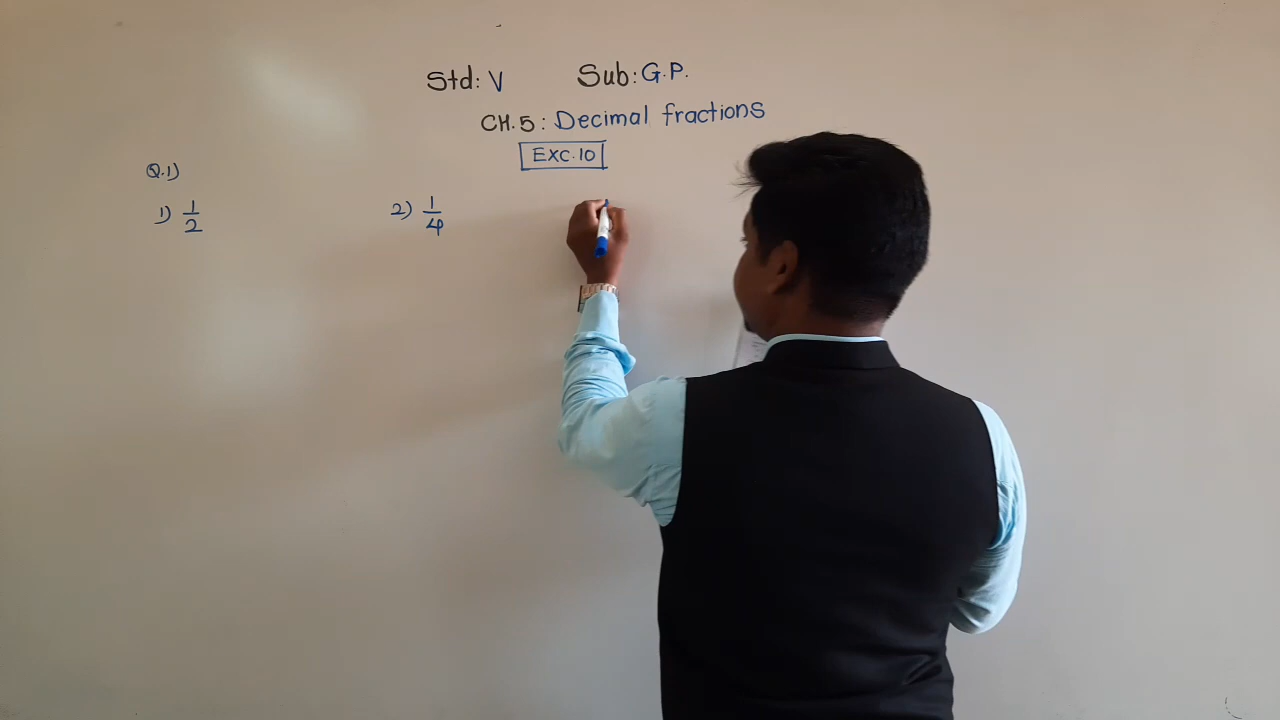 Std: V Sub: G.P.
CH.5: Decimal fractions
EXC.10
Q.1)
1) 1/2 2) 1/4